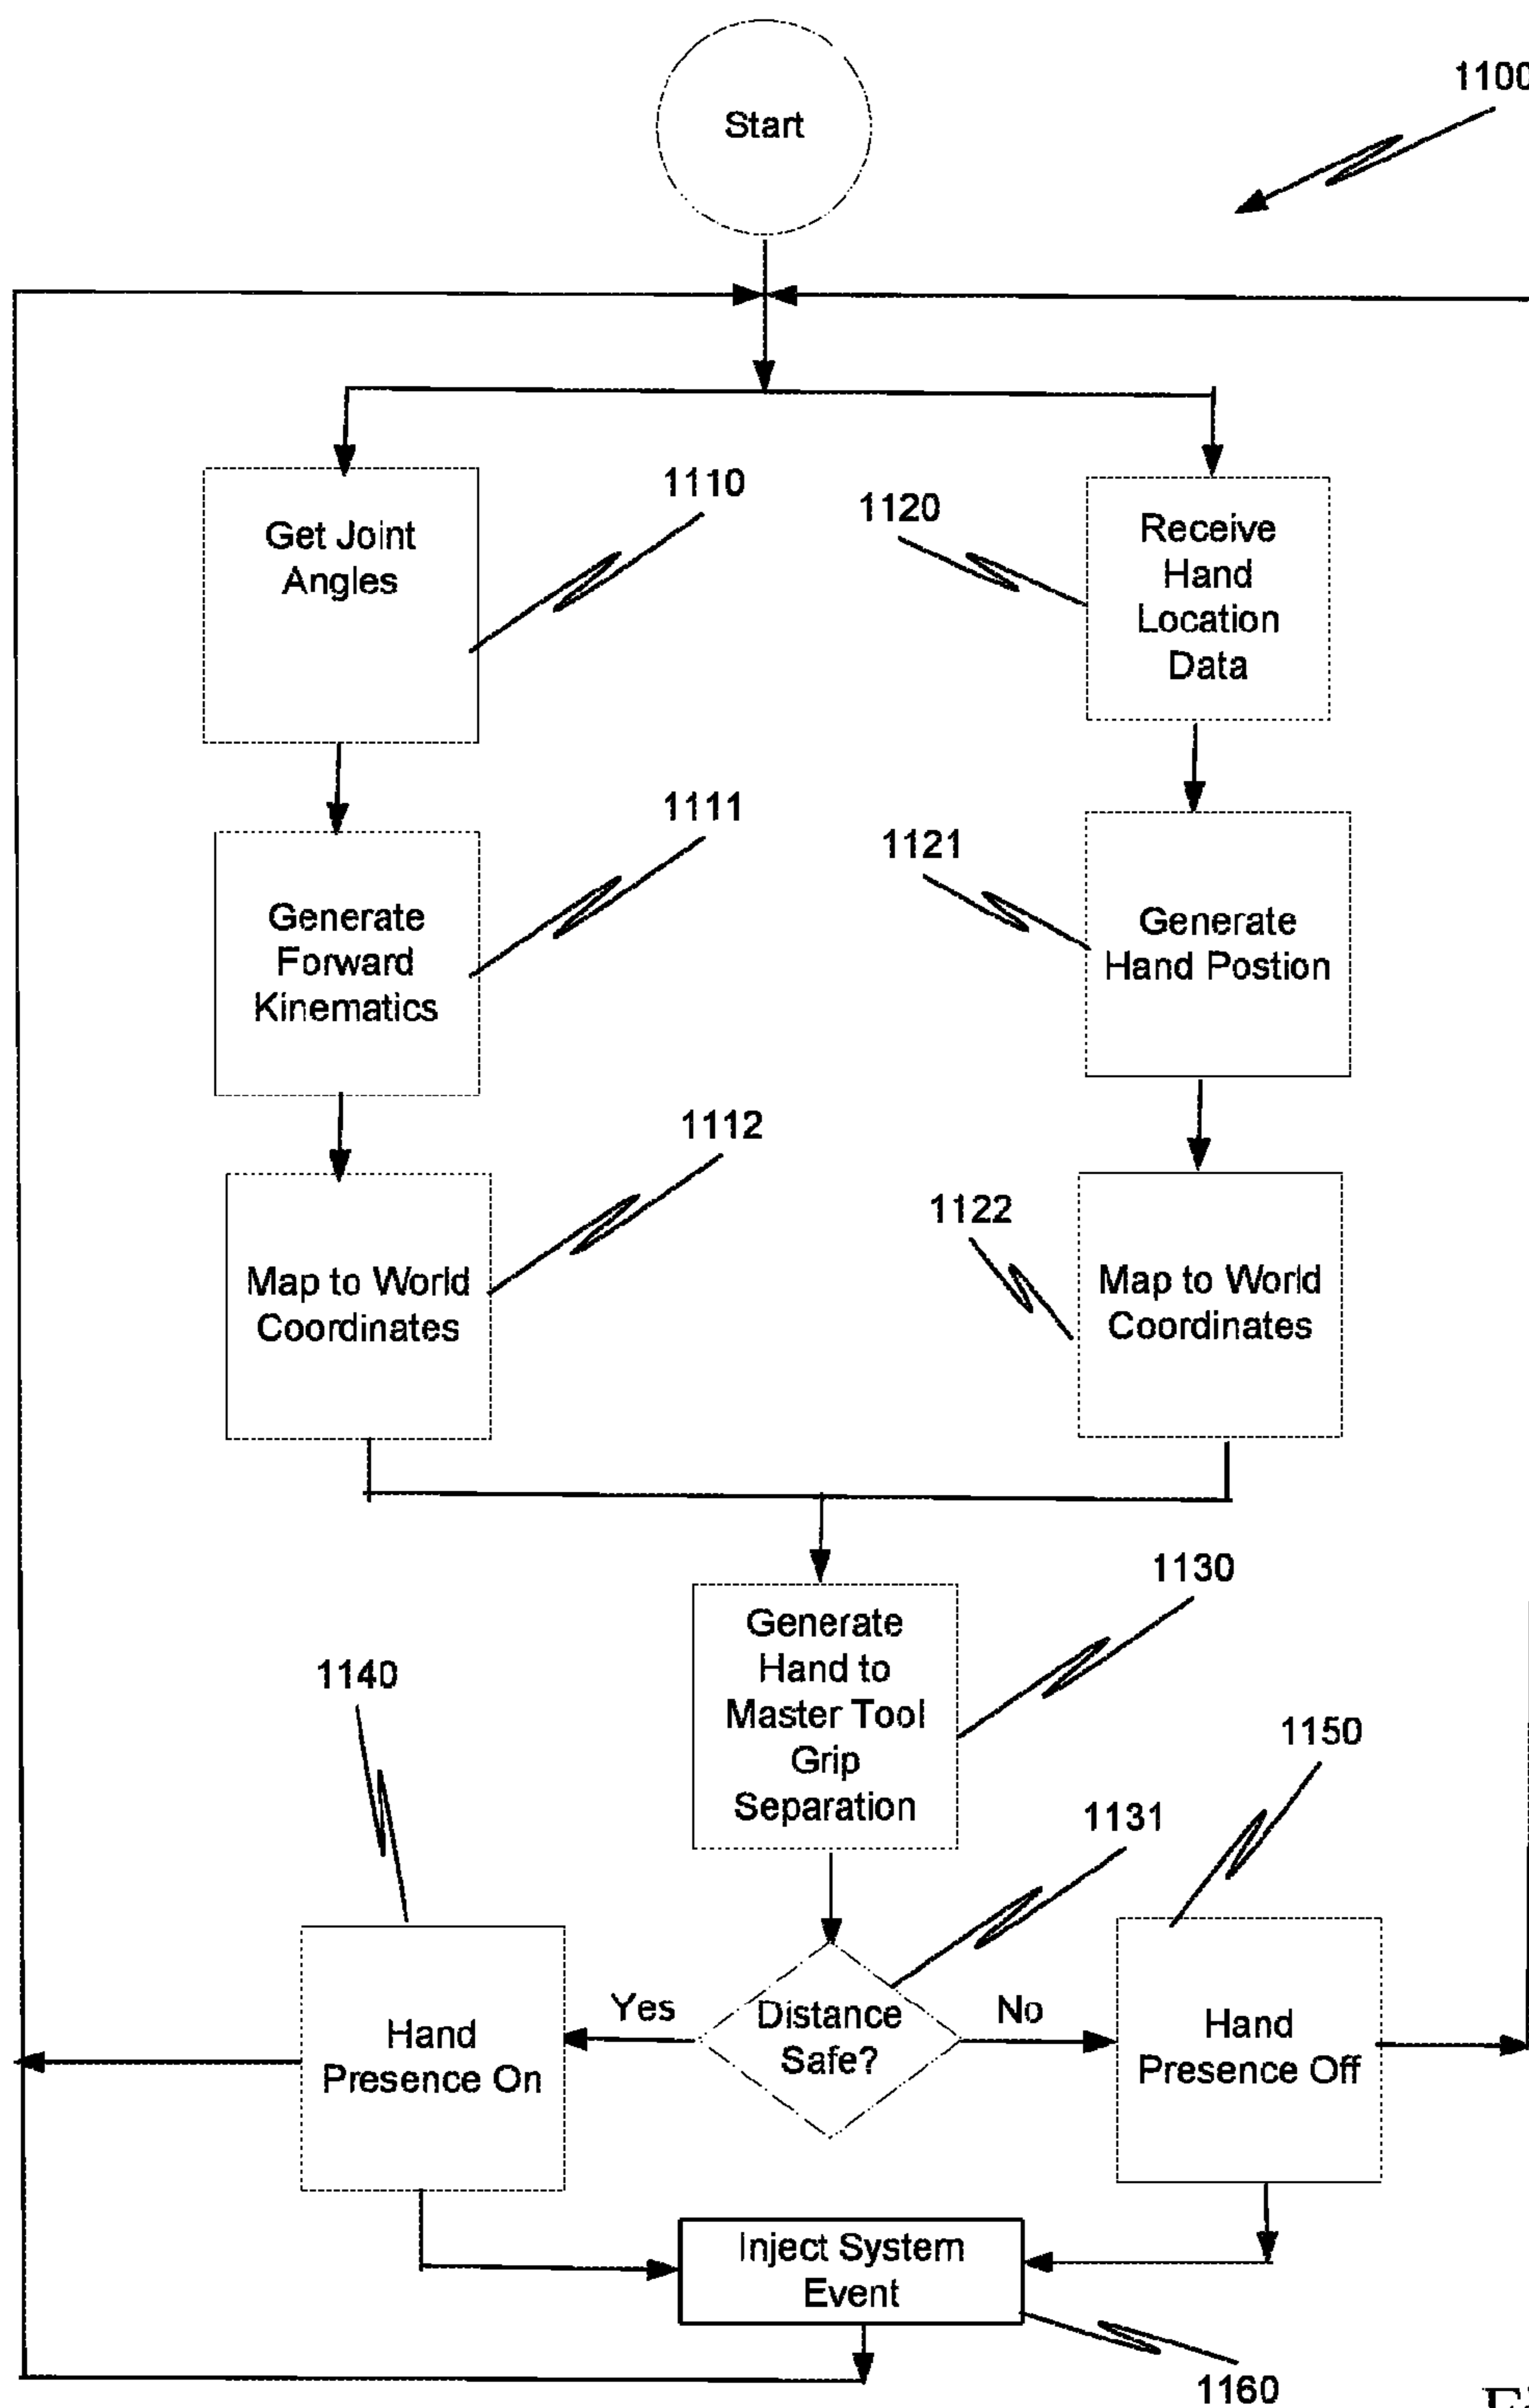 Start
1100
Get Joint
Angles
1110
1120
Receive
Hand
Location
Data
Generate
Forward
Kinematics
1111
1121
Generate
Hand Postion
Map to World
Coordinates
1112
1122
Map to World
Coordinates
Generate
Hand to
Master Tool
Grip
Separation
1130
1140
1150
1131
Hand
Presence On
Yes
Distance
Safe?
No
Hand
Presence Off
Inject System
Event
1160